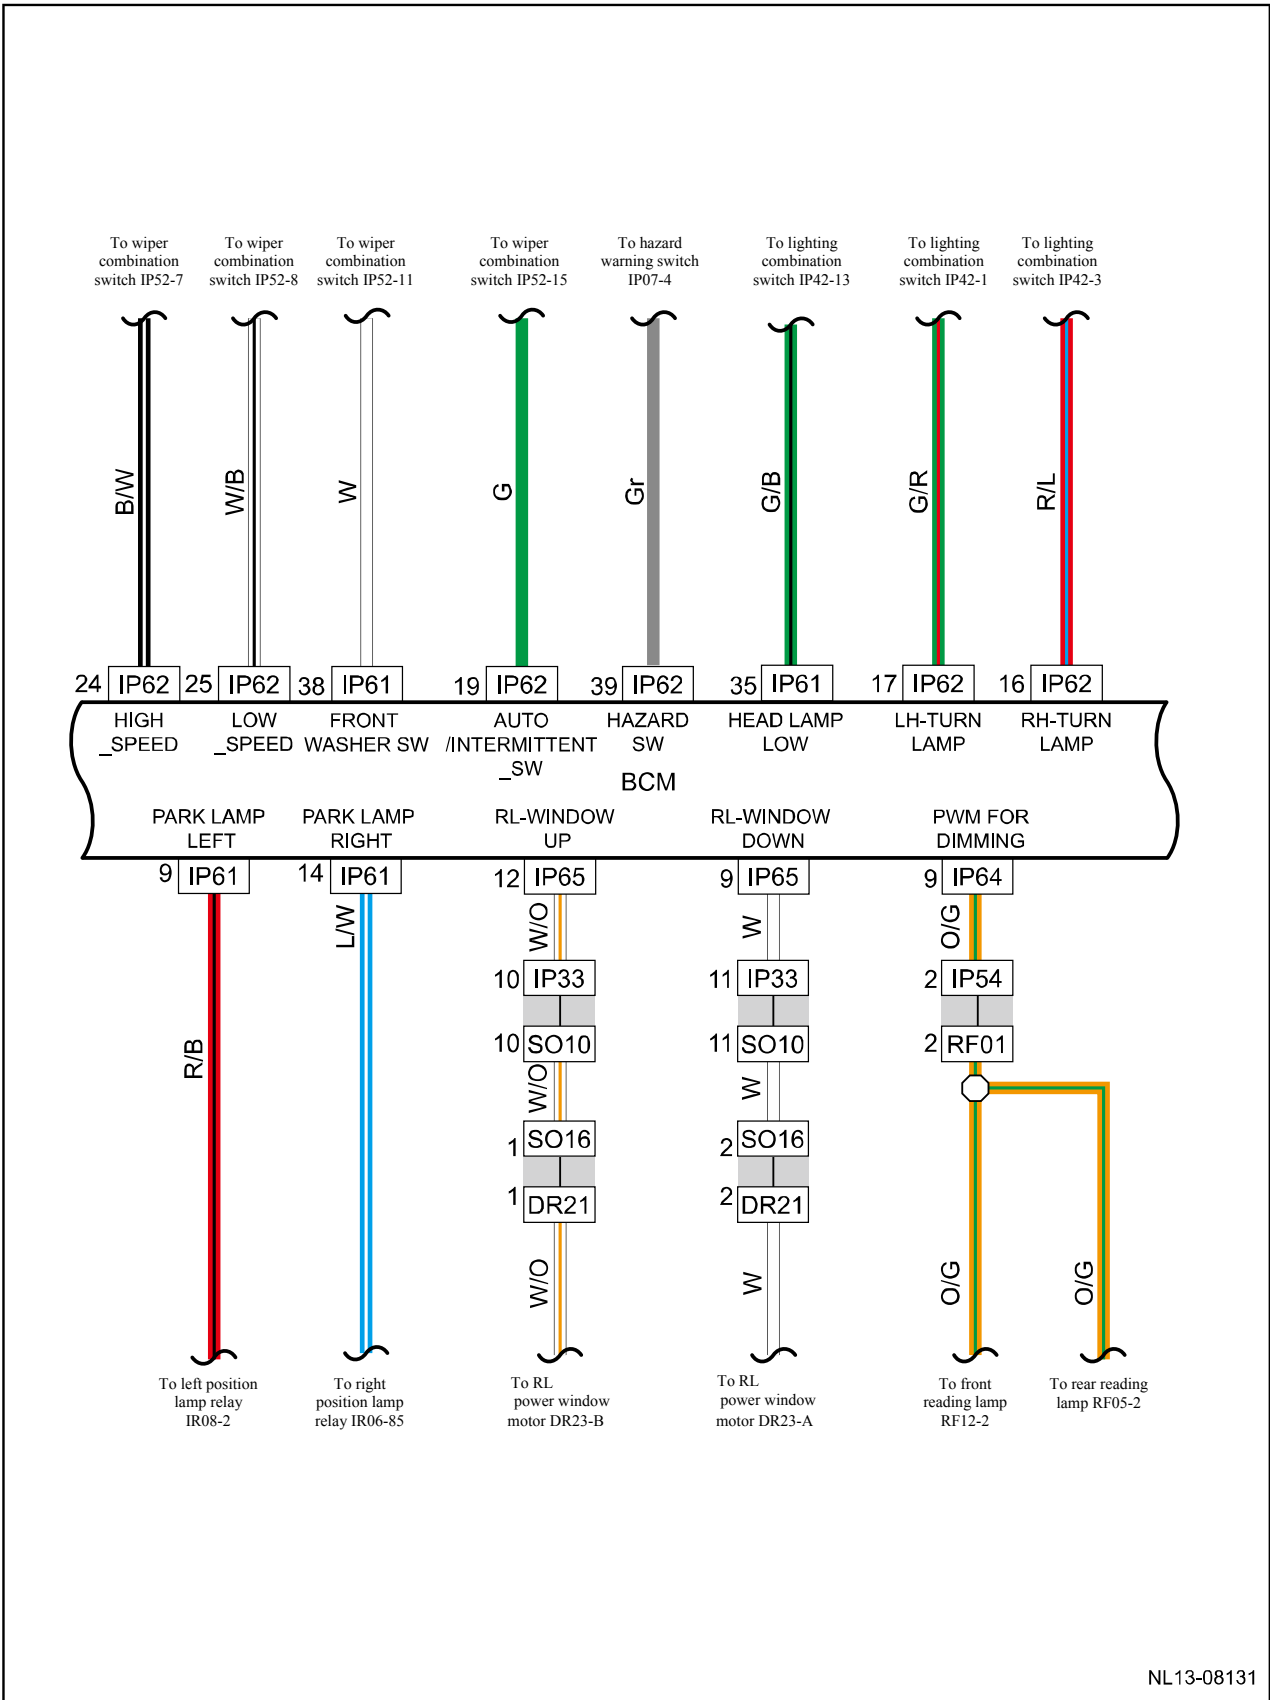 To wiper
combination
switch IP52-7
To wiper
combination
switch IP52-8
To wiper
combination
switch IP52-11
To wiper
combination
switch IP52-15
To hazard
warning switch
IP07-4
To lighting
combination
switch IP42-13
To lighting
combination
switch IP42-1
To lighting
combination
switch IP42-3
B/W
W/B
W
G
Gr
G/B
G/R
R/L
24 IP62
25 IP62
38 IP61
19 IP62
39 IP62
35 IP61
17 IP62
16 IP62
HIGH
_SPEED
LOW
_SPEED
FRONT
WASHER SW
AUTO
/INTERMITTENT
_SW
HAZARD
SW
HEAD LAMP
LOW
LH-TURN
LAMP
RH-TURN
LAMP
BCM
PARK LAMP
LEFT
PARK LAMP
RIGHT
RL-WINDOW
UP
RL-WINDOW
DOWN
PWM FOR
DIMMING
9 IP61
14 IP61
12 IP65
9 IP65
9 IP64
L/W
W/O
W
O/G
10 IP33
11 IP33
2 IP54
10 SO10
11 SO10
2 RF01
R/B
W/O
W
1 SO16
2 SO16
1 DR21
2 DR21
W/O
W
O/G
O/G
To left position
lamp relay
IR08-2
To right
position lamp
relay IR06-85
To RL
power window
motor DR23-B
To RL
power window
motor DR23-A
To front
reading lamp
RF12-2
To rear reading
lamp RF05-2
NL13-08131